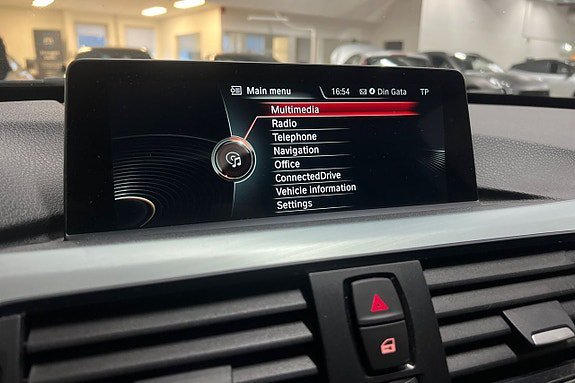 Main menu 16:54 Din Gata TP
Multimedia
Radio
Telephone
Navigation
Office
ConnectedDrive
Vehicle information
Settings